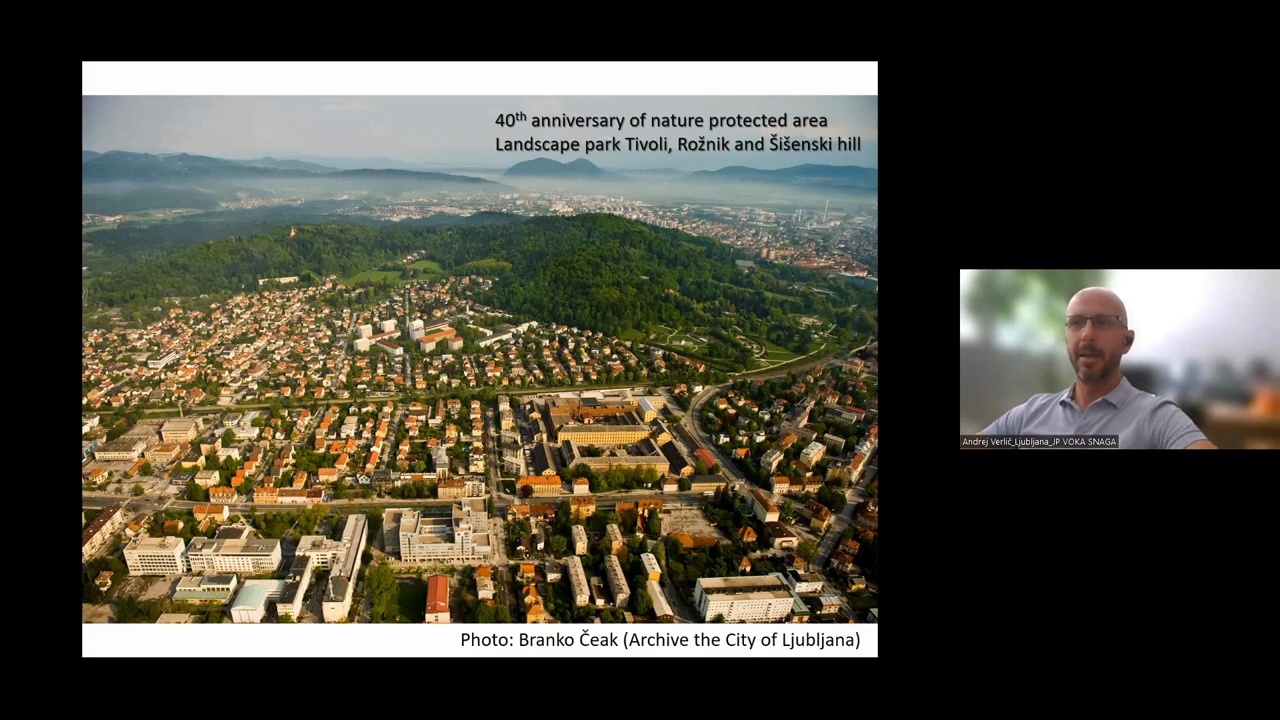 40th anniversary of nature protected area
Landscape park Tivoli, Rožnik and Šišenski hill
Photo: Branko Čeak (Archive the City of Ljubljana)
Andrej Verlič_Ljubljana_JP VOKA SNAGA